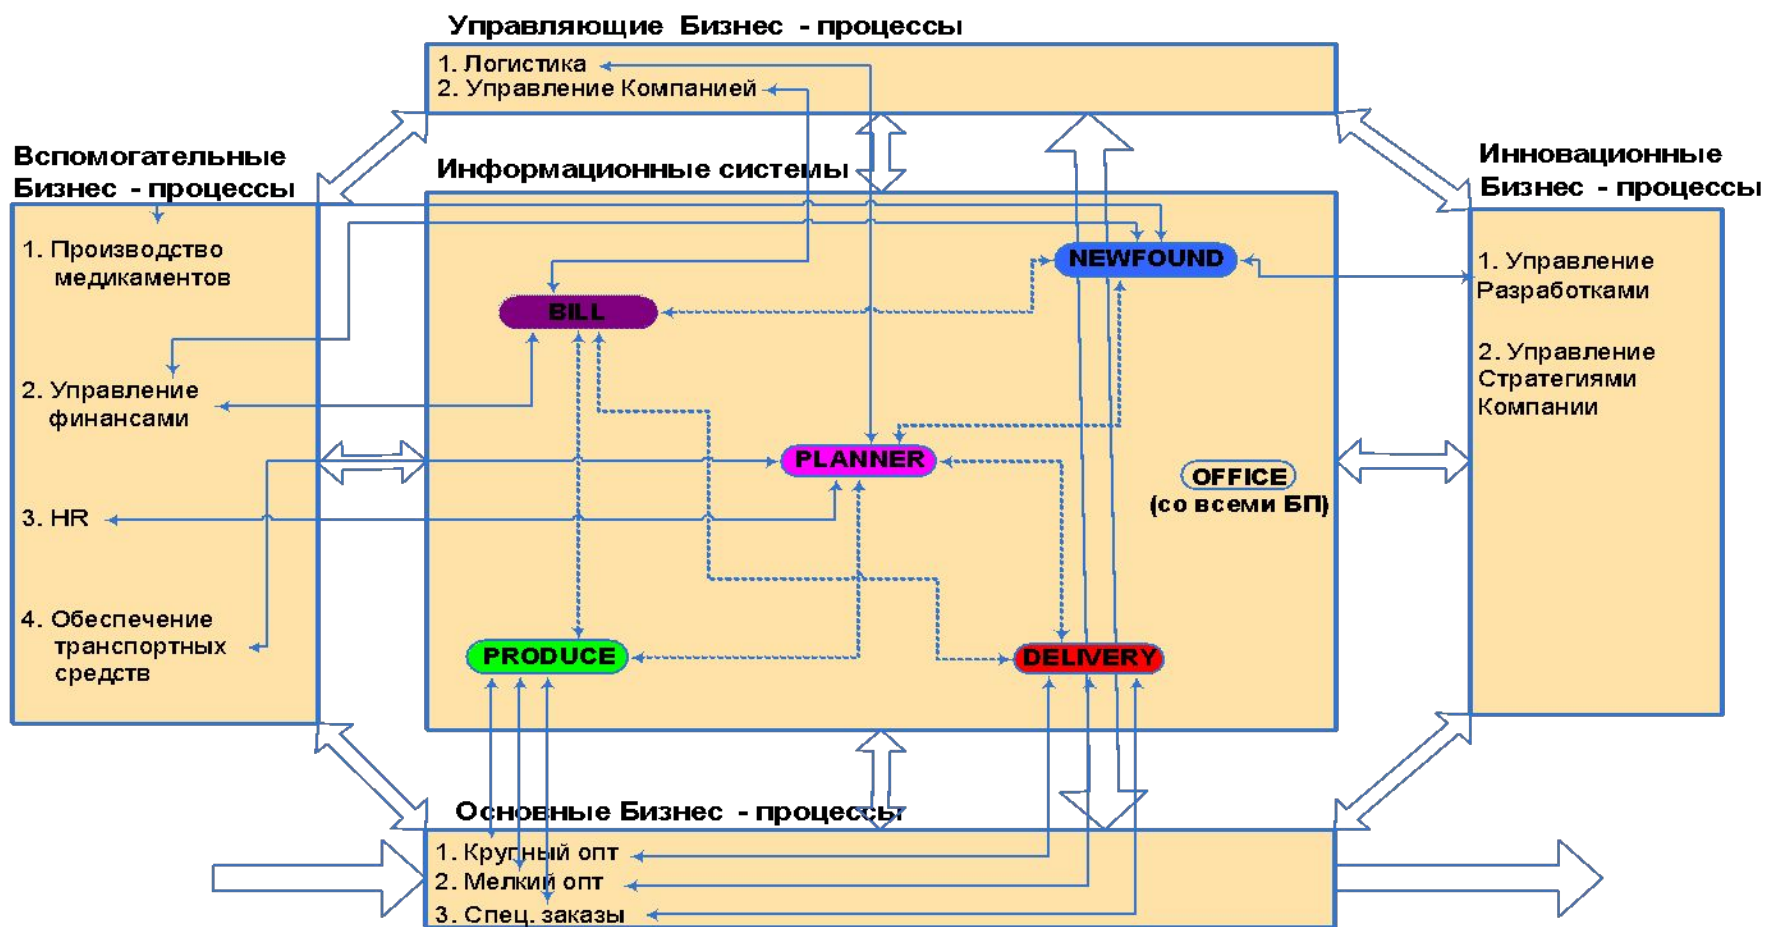 Управляющие Бизнес - процессы
1. Логистика
2. Управление Компанией
Вспомогательные
Бизнес - процессы
1. Производство
медикаментов
2. Управление
финансами
3. HR
4. Обеспечение
транспортных
средств
Информационные системы
NEWFOUND
BILL
PLANNER
OFFICE
(со всеми БП)
PRODUCE
DELIVERY
Инновационные
Бизнес - процессы
1. Управление
Разработками
2. Управление
Стратегиями
Компании
Основные Бизнес - процессы
1. Крупный опт
2. Мелкий опт
3. Спец. заказы